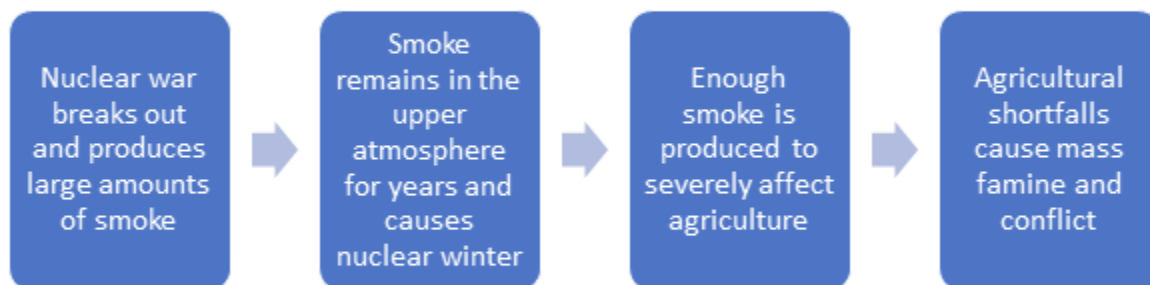 Nuclear war
breaks out
and produces
large amounts
of smoke
Smoke
remains in the
upper
atmosphere
for years and
causes
nuclear winter
Enough
smoke is
produced to
severely affect
agriculture
Agricultural
shortfalls
cause mass
famine and
conflict